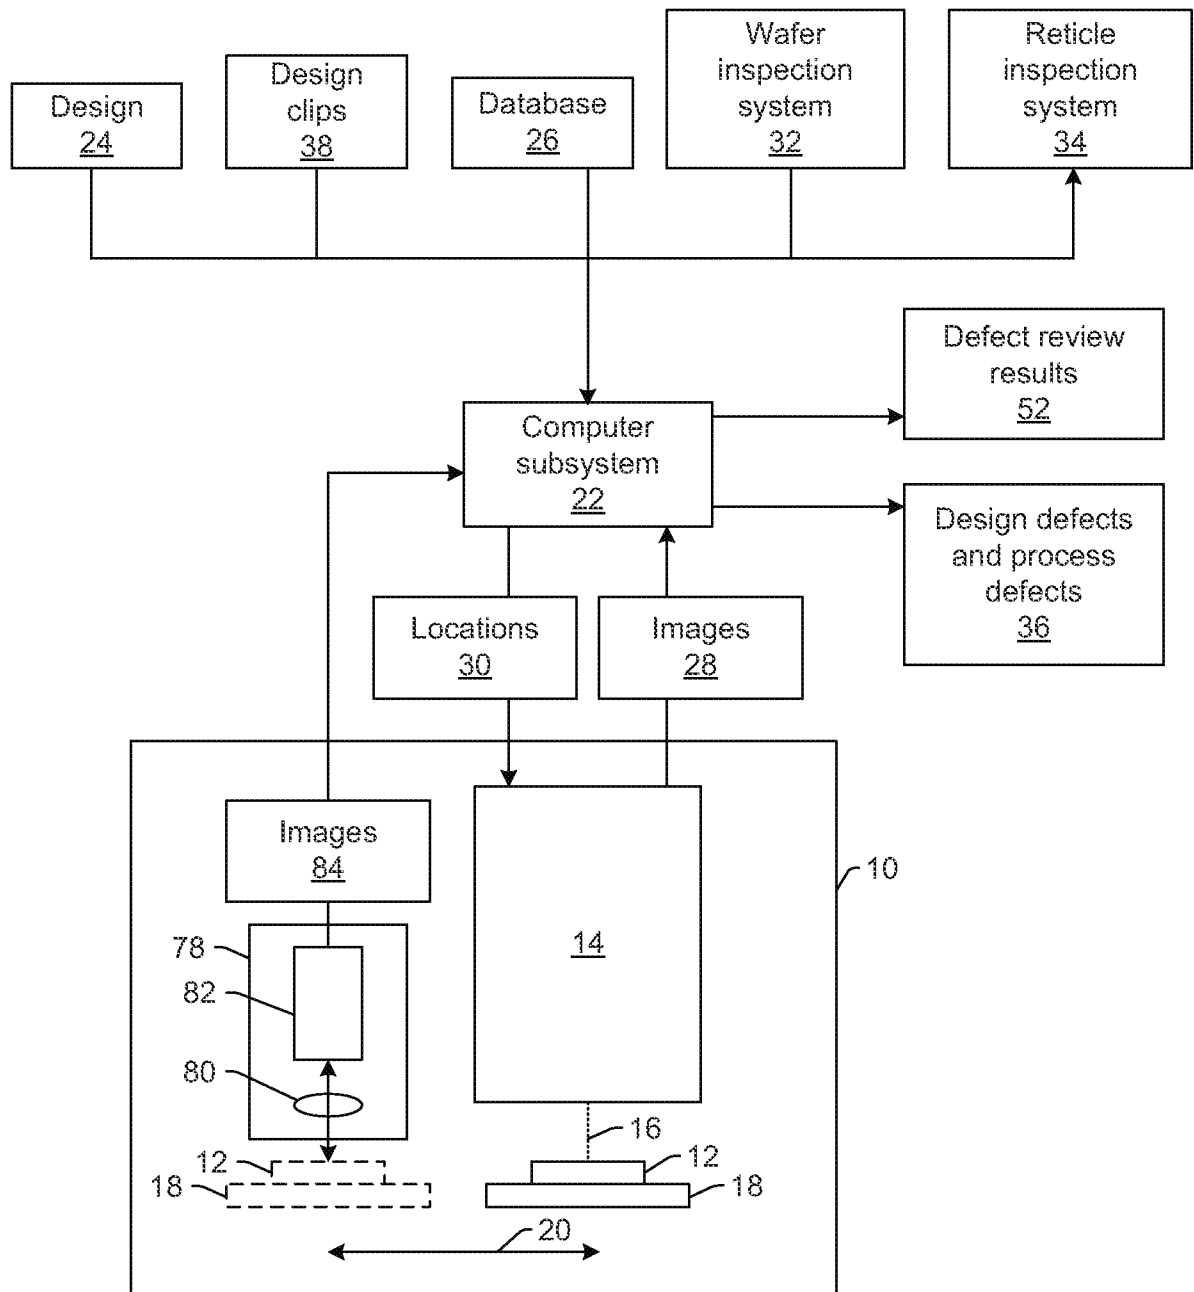 Design
24
Design
clips
38
Database
26
Wafer
inspection
system
32
Reticle
inspection
system
34
Defect review
results
52
Computer
subsystem
22
Design defects
and process
defects
36
Locations
30
Images
28
Images
84
10
14
78
82
80
16
12
18
12
18
20